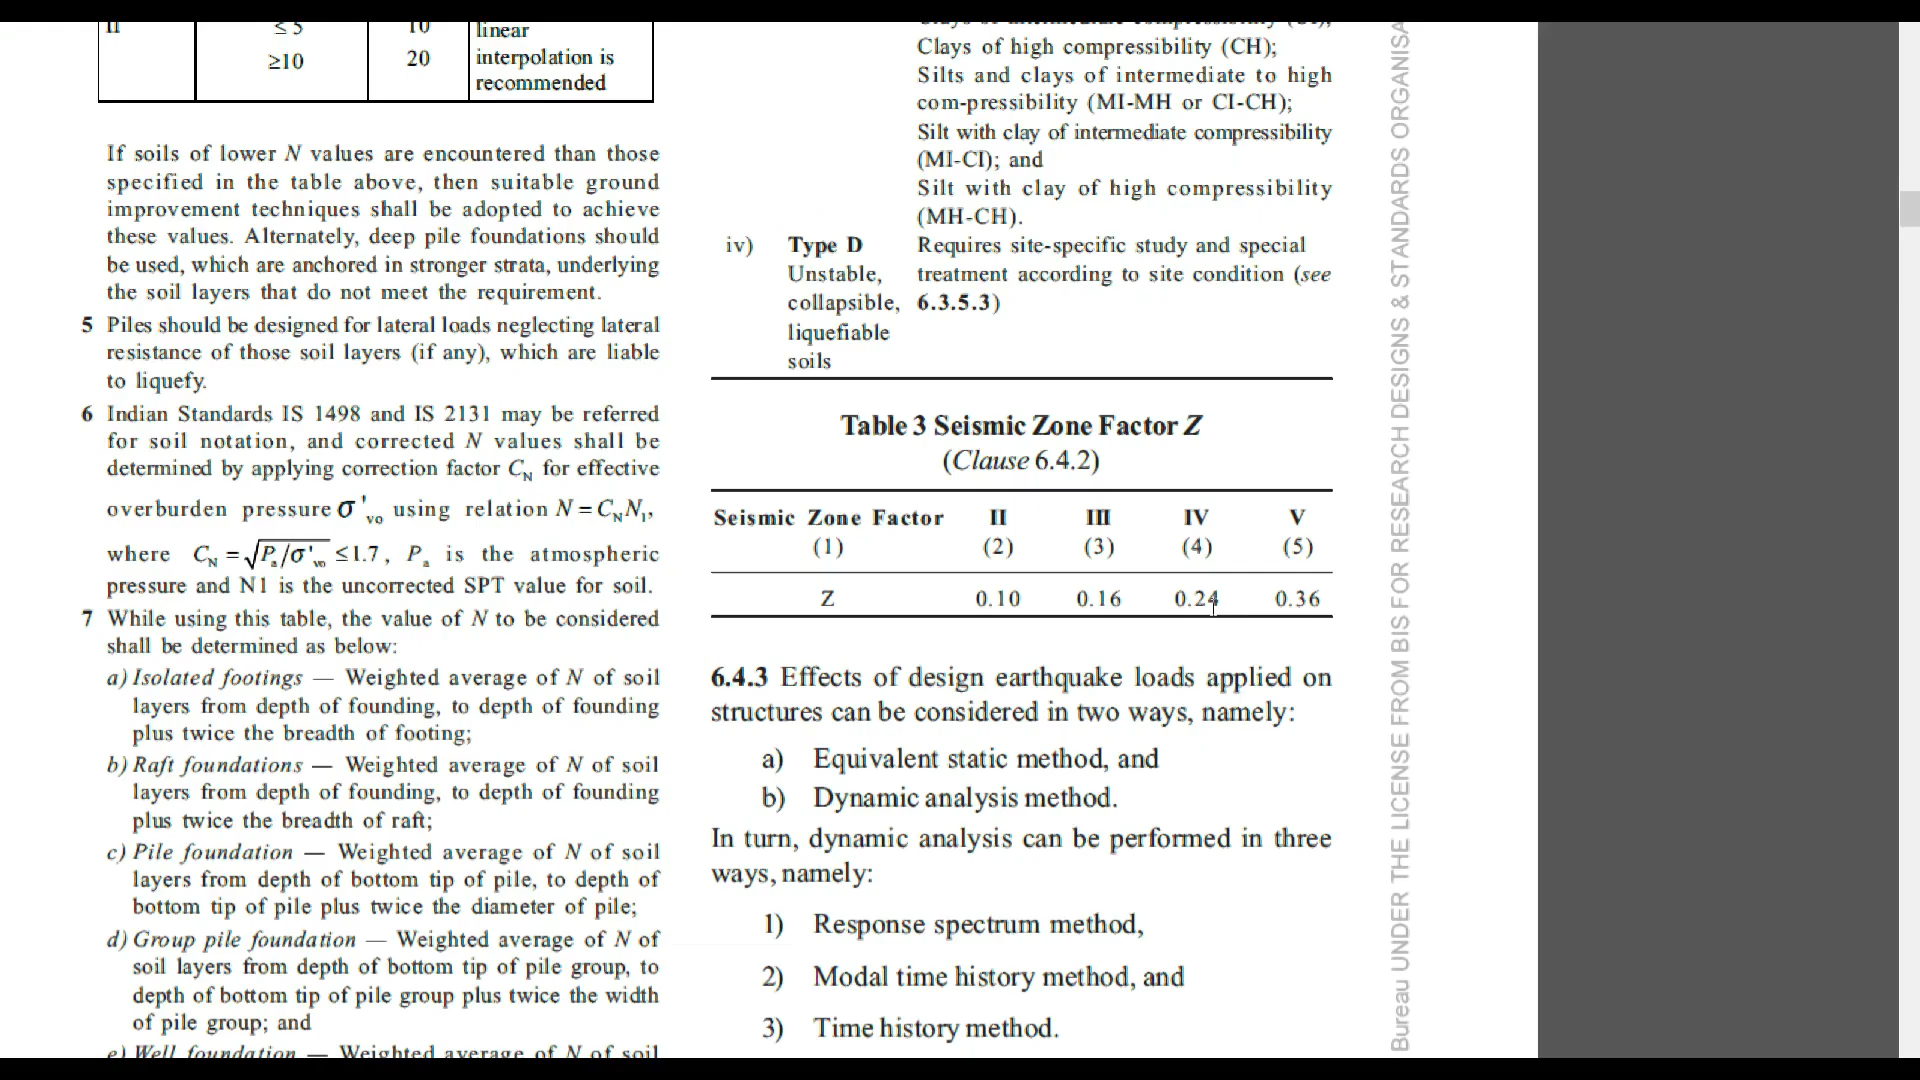 II ≤ 5 10 linear
≥10 20 interpolation is
recommended
If soils of lower N values are encountered than those
specified in the table above, then suitable ground
improvement techniques shall be adopted to achieve
these values. Alternately, deep pile foundations should
be used, which are anchored in stronger strata, underlying
the soil layers that do not meet the requirement.
5 Piles should be designed for lateral loads neglecting lateral
resistance of those soil layers (if any), which are liable
to liquefy.
6 Indian Standards IS 1498 and IS 2131 may be referred
for soil notation, and corrected N values shall be
determined by applying correction factor C_N for effective
overburden pressure σ'_vo using relation N = C_N N_1,
where C_N = √(P_a/σ'_vo) ≤ 1.7, P_a is the atmospheric
pressure and N1 is the uncorrected SPT value for soil.
7 While using this table, the value of N to be considered
shall be determined as below:
a) Isolated footings — Weighted average of N of soil
layers from depth of founding, to depth of founding
plus twice the breadth of footing;
b) Raft foundations — Weighted average of N of soil
layers from depth of founding, to depth of founding
plus twice the breadth of raft;
c) Pile foundation — Weighted average of N of soil
layers from depth of bottom tip of pile, to depth of
bottom tip of pile plus twice the diameter of pile;
d) Group pile foundation — Weighted average of N of
soil layers from depth of bottom tip of pile group, to
depth of bottom tip of pile group plus twice the width
of pile group; and
e) Well foundation — Weighted average of N of soil
Clays of high compressibility (CH);
Silts and clays of intermediate to high
com-pressibility (MI-MH or CI-CH);
Silt with clay of intermediate compressibility
(MI-CI); and
Silt with clay of high compressibility
(MH-CH).
iv) Type D Requires site-specific study and special
Unstable, treatment according to site condition (see
collapsible, 6.3.5.3)
liquefiable
soils
Table 3 Seismic Zone Factor Z
(Clause 6.4.2)
Seismic Zone Factor II III IV V
(1) (2) (3) (4) (5)
Z 0.10 0.16 0.24 0.36
6.4.3 Effects of design earthquake loads applied on
structures can be considered in two ways, namely:
a) Equivalent static method, and
b) Dynamic analysis method.
In turn, dynamic analysis can be performed in three
ways, namely:
1) Response spectrum method,
2) Modal time history method, and
3) Time history method.
Bureau UNDER THE LICENSE FROM BIS FOR RESEARCH DESIGNS & STANDARDS ORGANISA